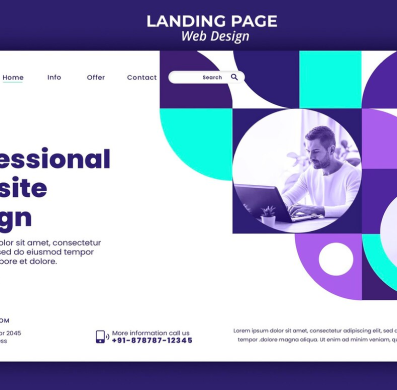 LANDING PAGE
Web Design
Home Info Offer Contact Search
essional
site
gn
olor sit amet, consectetur
sed do eiusmod tempor
pore et dolore.
OM
or 2045
ess
More information call us
+91-878787-12345
Lorem ipsum dolor sit amet, consectetur adipiscing elit, sed d
tempor .dolore magna aliqua. Ut enim ad minim veniam, qu